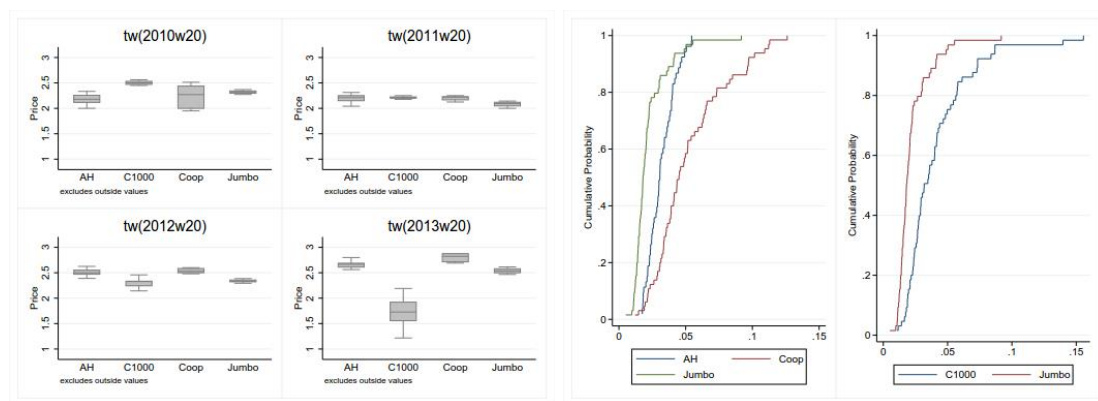 tw(2010w20)
Price
3
2.5
2
1.5
1
AH C1000 Coop Jumbo
excludes outside values
tw(2011w20)
Price
3
2.5
2
1.5
1
AH C1000 Coop Jumbo
excludes outside values
tw(2012w20)
Price
3
2.5
2
1.5
1
AH C1000 Coop Jumbo
excludes outside values
tw(2013w20)
Price
3
2.5
2
1.5
1
AH C1000 Coop Jumbo
excludes outside values
Cumulative Probability
1
.8
.6
.4
.2
0
0 .05 .1 .15
AH Coop
Jumbo
Cumulative Probability
1
.8
.6
.4
.2
0
0 .05 .1 .15
C1000 Jumbo